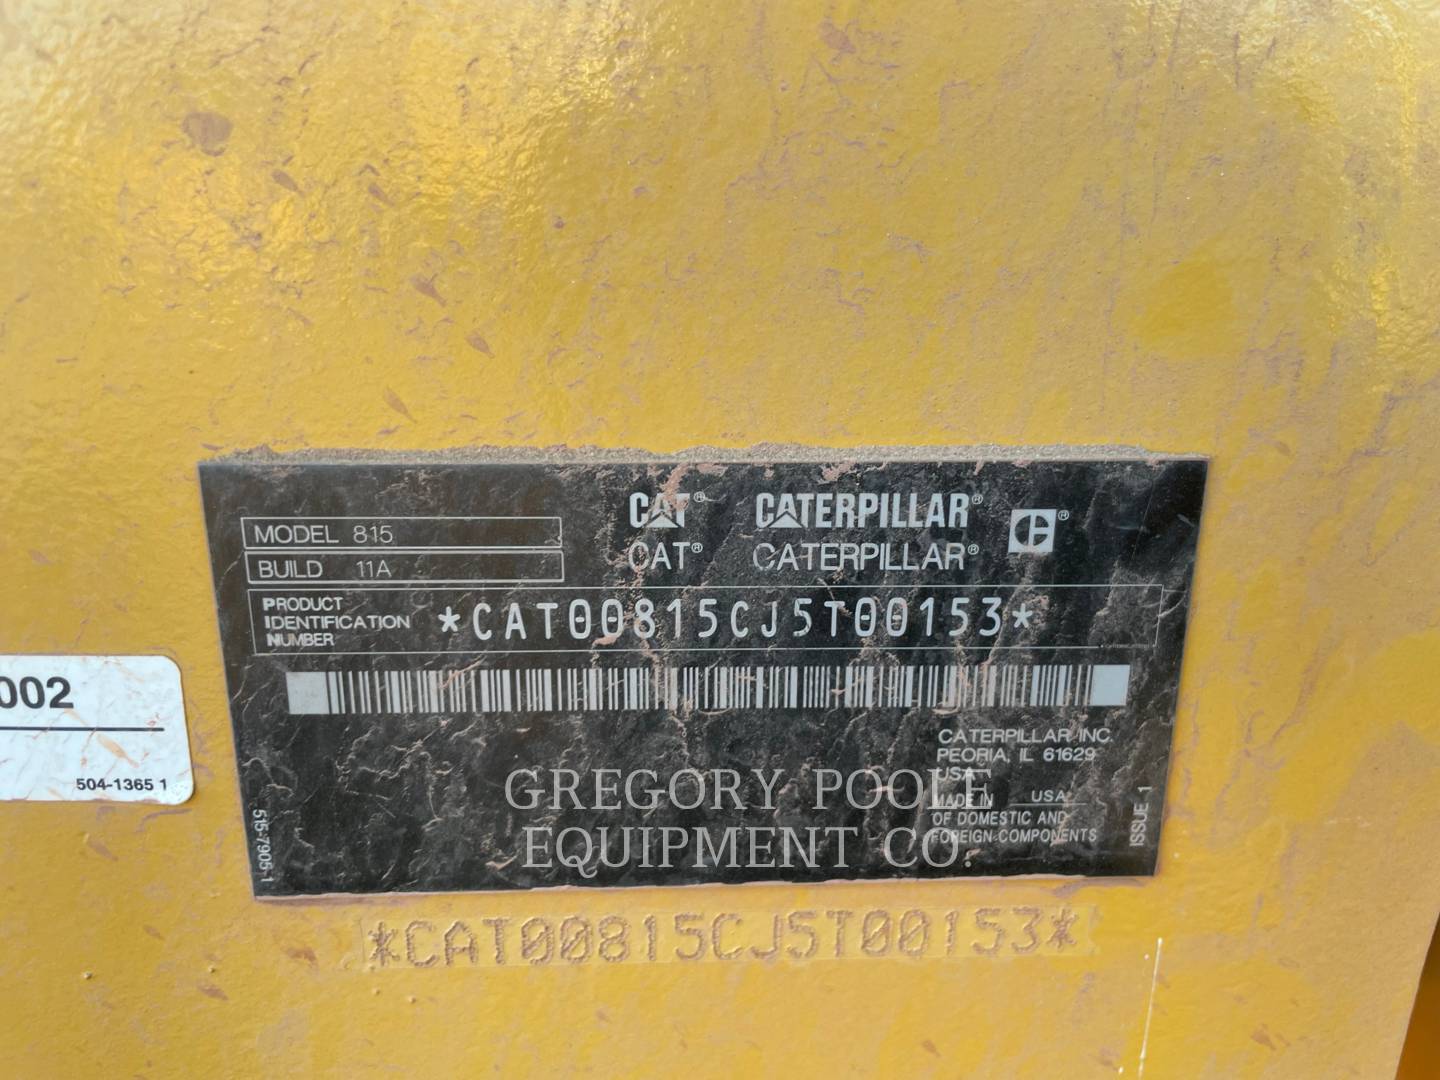 CAT® CATERPILLAR®
CAT® CATERPILLAR®
MODEL 815
BUILD 11A
PRODUCT
IDENTIFICATION
NUMBER
*CAT00815CJ5T00153*
CATERPILLAR INC.
PEORIA, IL 61629
USA
MADE IN USA
OF DOMESTIC AND
FOREIGN COMPONENTS
ISSUE 1
515-7905-1
002
504-1365 1
GREGORY POOLE
EQUIPMENT CO.
*CAT00815CJ5T00153*